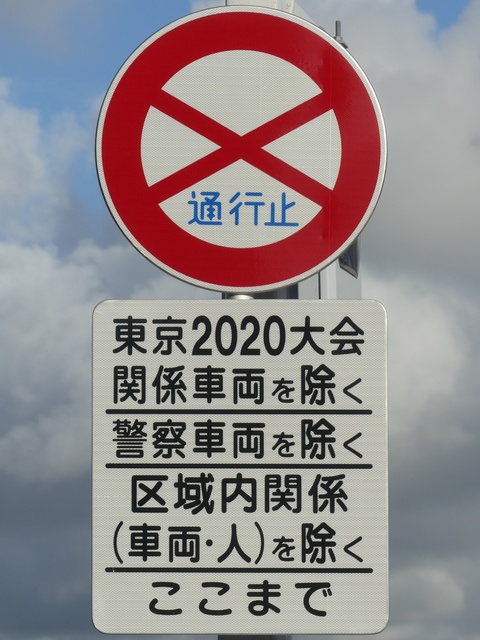 通行止
東京2020大会
関係車両を除く
警察車両を除く
区域内関係
(車両・人)を除く
ここまで